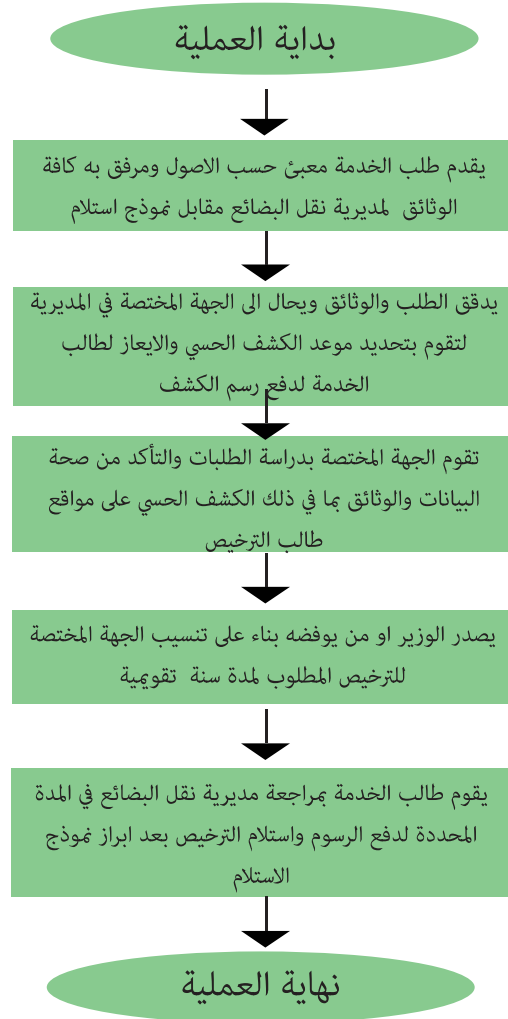 بداية العملية
يقدم طلب الخدمة معبئ حسب الاصول ومرفق به كافة
الوثائق لمديرية نقل البضائع مقابل نموذج استلام
يدقق الطلب والوثائق ويحال الى الجهة المختصة في المديرية
لتقوم بتحديد موعد الكشف الحسي والايعاز لطالب
الخدمة لدفع رسم الكشف
تقوم الجهة المختصة بدراسة الطلبات والتأكد من صحة
البيانات والوثائق بما في ذلك الكشف الحسي على مواقع
طالب الترخيص
يصدر الوزير او من يوفضه بناء على تنسيب الجهة المختصة
للترخيص المطلوب لمدة سنة تقويمية
يقوم طالب الخدمة بمراجعة مديرية نقل البضائع في المدة
المحددة لدفع الرسوم واستلام الترخيص بعد ابراز نموذج
الاستلام
نهاية العملية